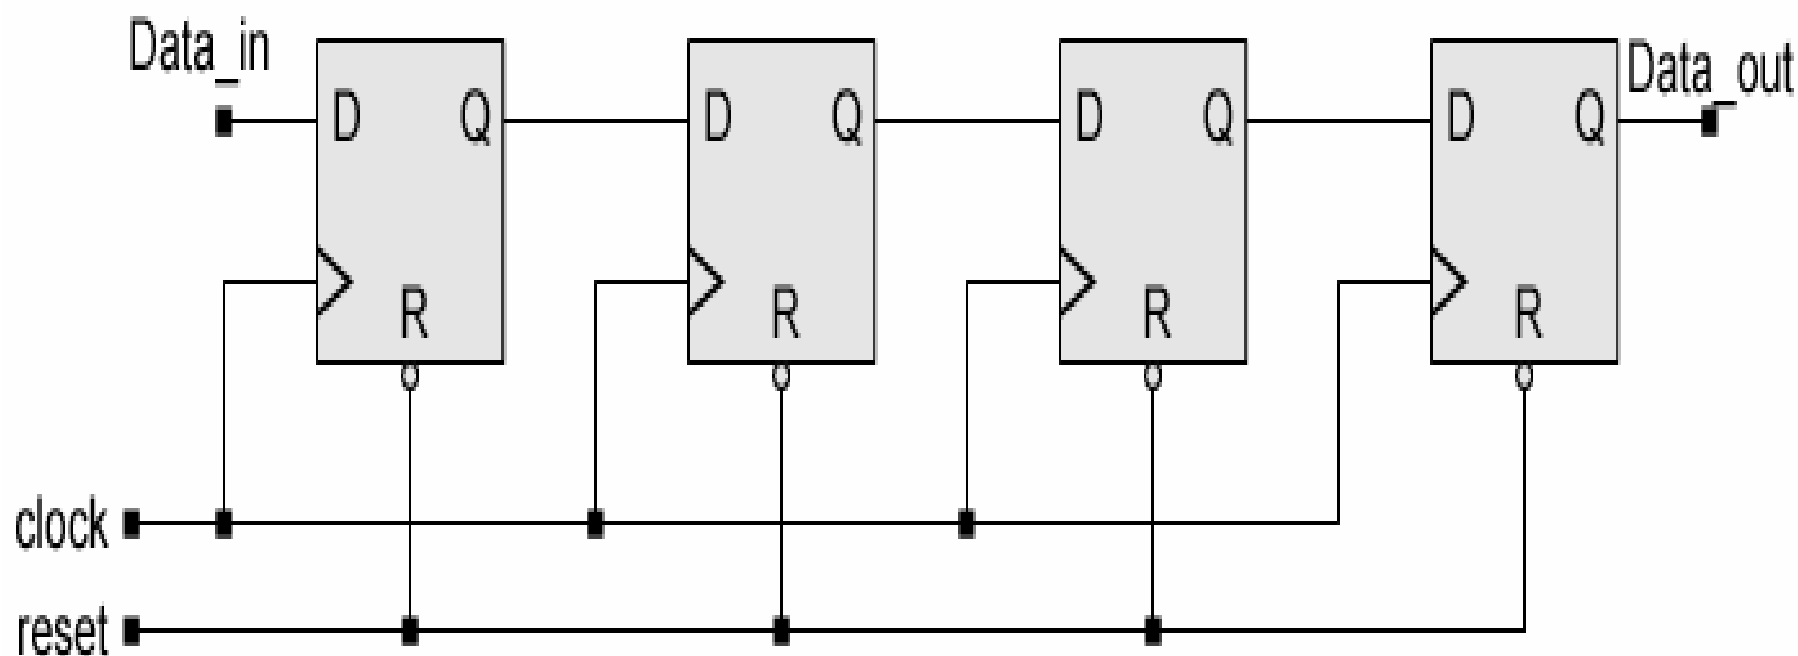 Data_in
Data_out
D Q D Q D Q D Q
R R R R
clock
reset